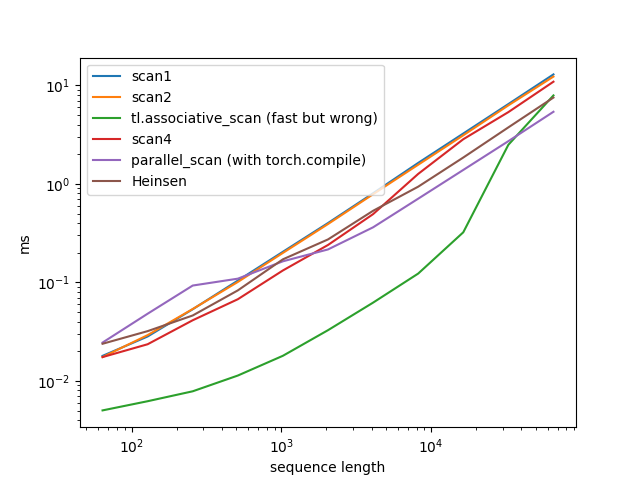 scan1
scan2
tl.associative_scan (fast but wrong)
scan4
parallel_scan (with torch.compile)
Heinsen
10¹
10⁰
10⁻¹
10⁻²
ms
10²
10³
10⁴
sequence length